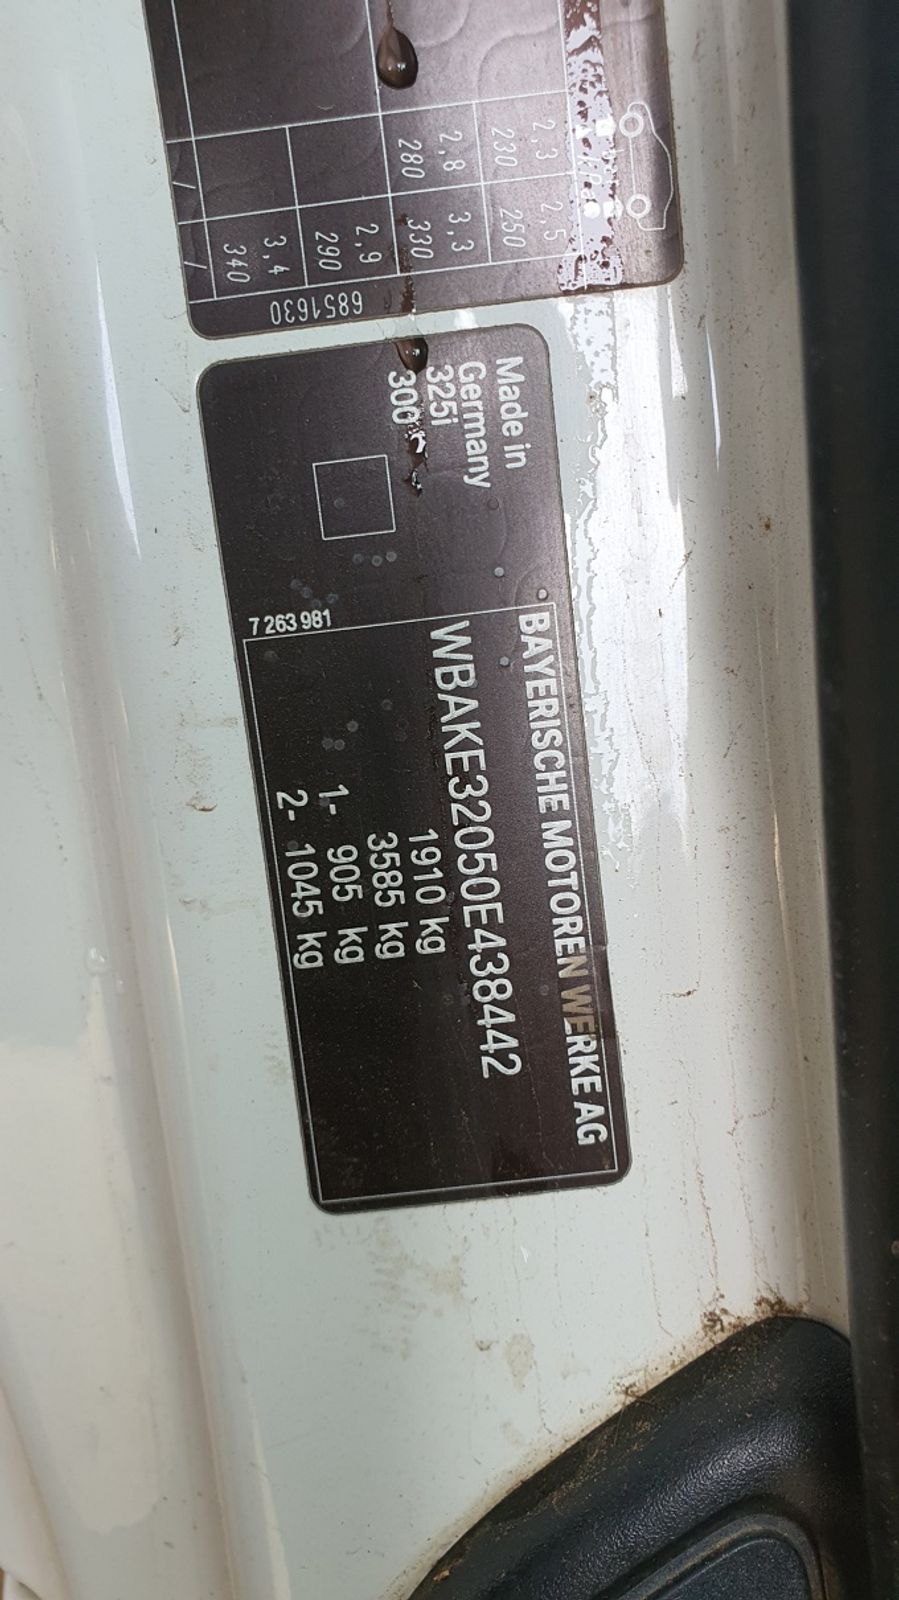 2,3 2,5
230 250
2,8 3,3
280 330
2,9
290
3,4
340
/ /
6851630
Made in
Germany
325i
300
7 263 981
BAYERISCHE MOTOREN WERKE AG
WBAKE32050E438442
1910 kg
3585 kg
1- 905 kg
2- 1045 kg